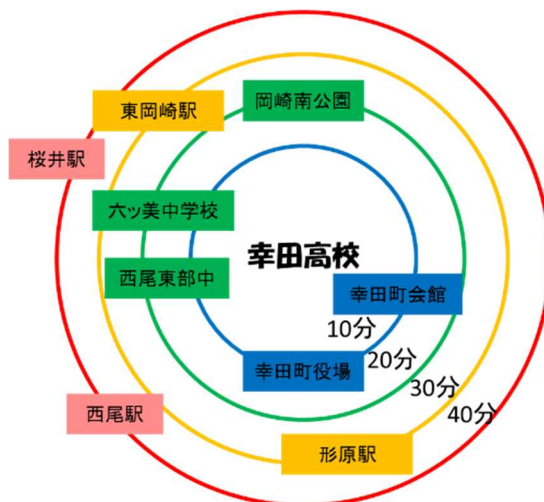 岡崎南公園
東岡崎駅
桜井駅
六ッ美中学校
幸田高校
西尾東部中
幸田町会館
10分
20分
幸田町役場
30分
40分
西尾駅
形原駅